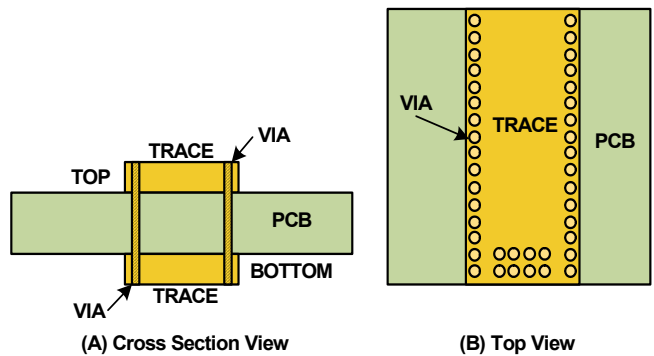 VIA
TRACE
TOP
PCB
BOTTOM
VIA
TRACE
(A) Cross Section View
VIA
TRACE
PCB
(B) Top View